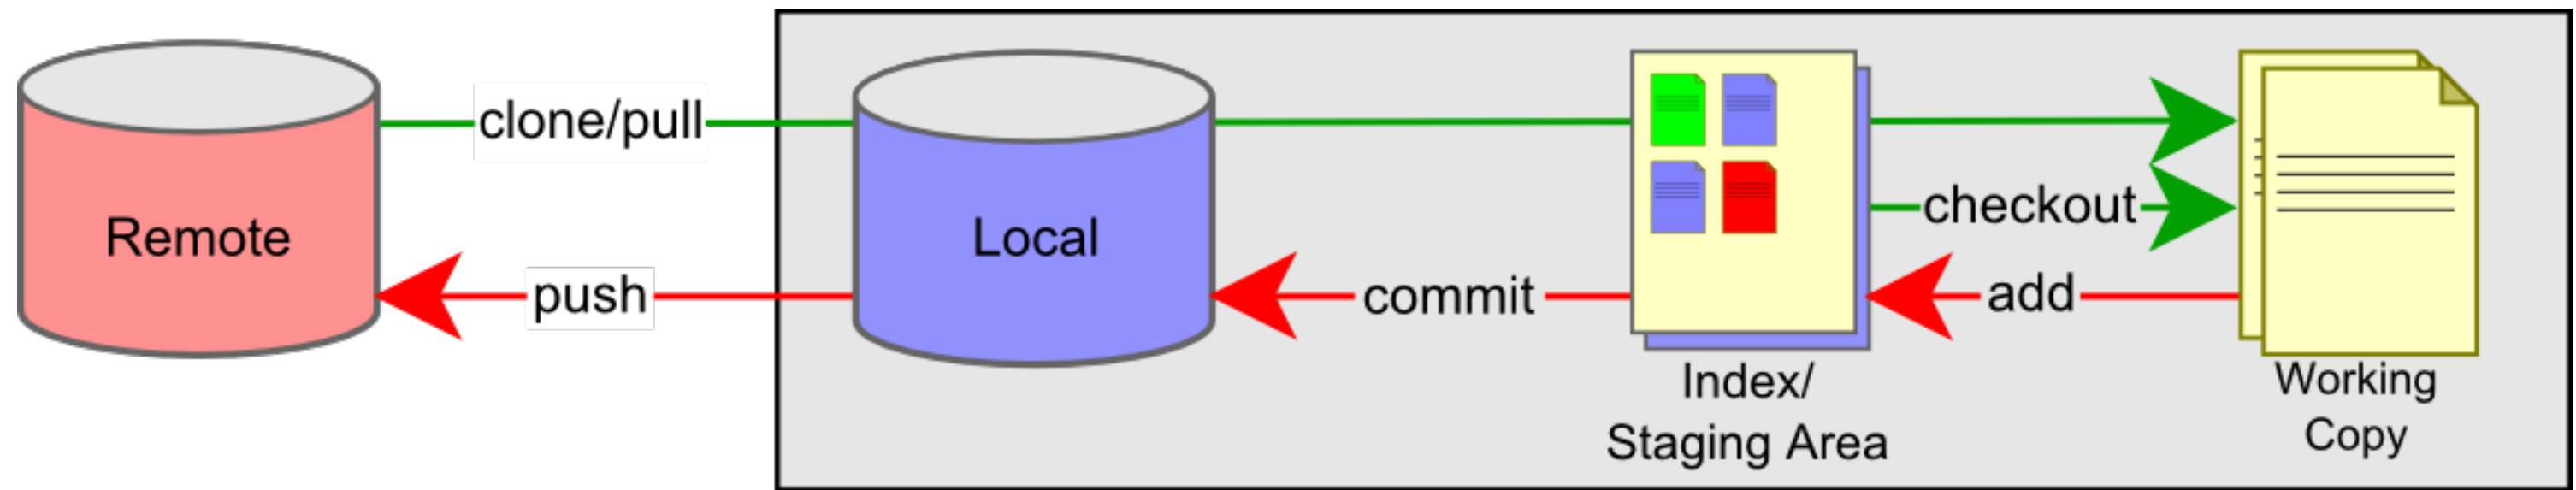 clone/pull
Remote
Local
checkout
push
commit
add
Index/
Staging Area
Working
Copy